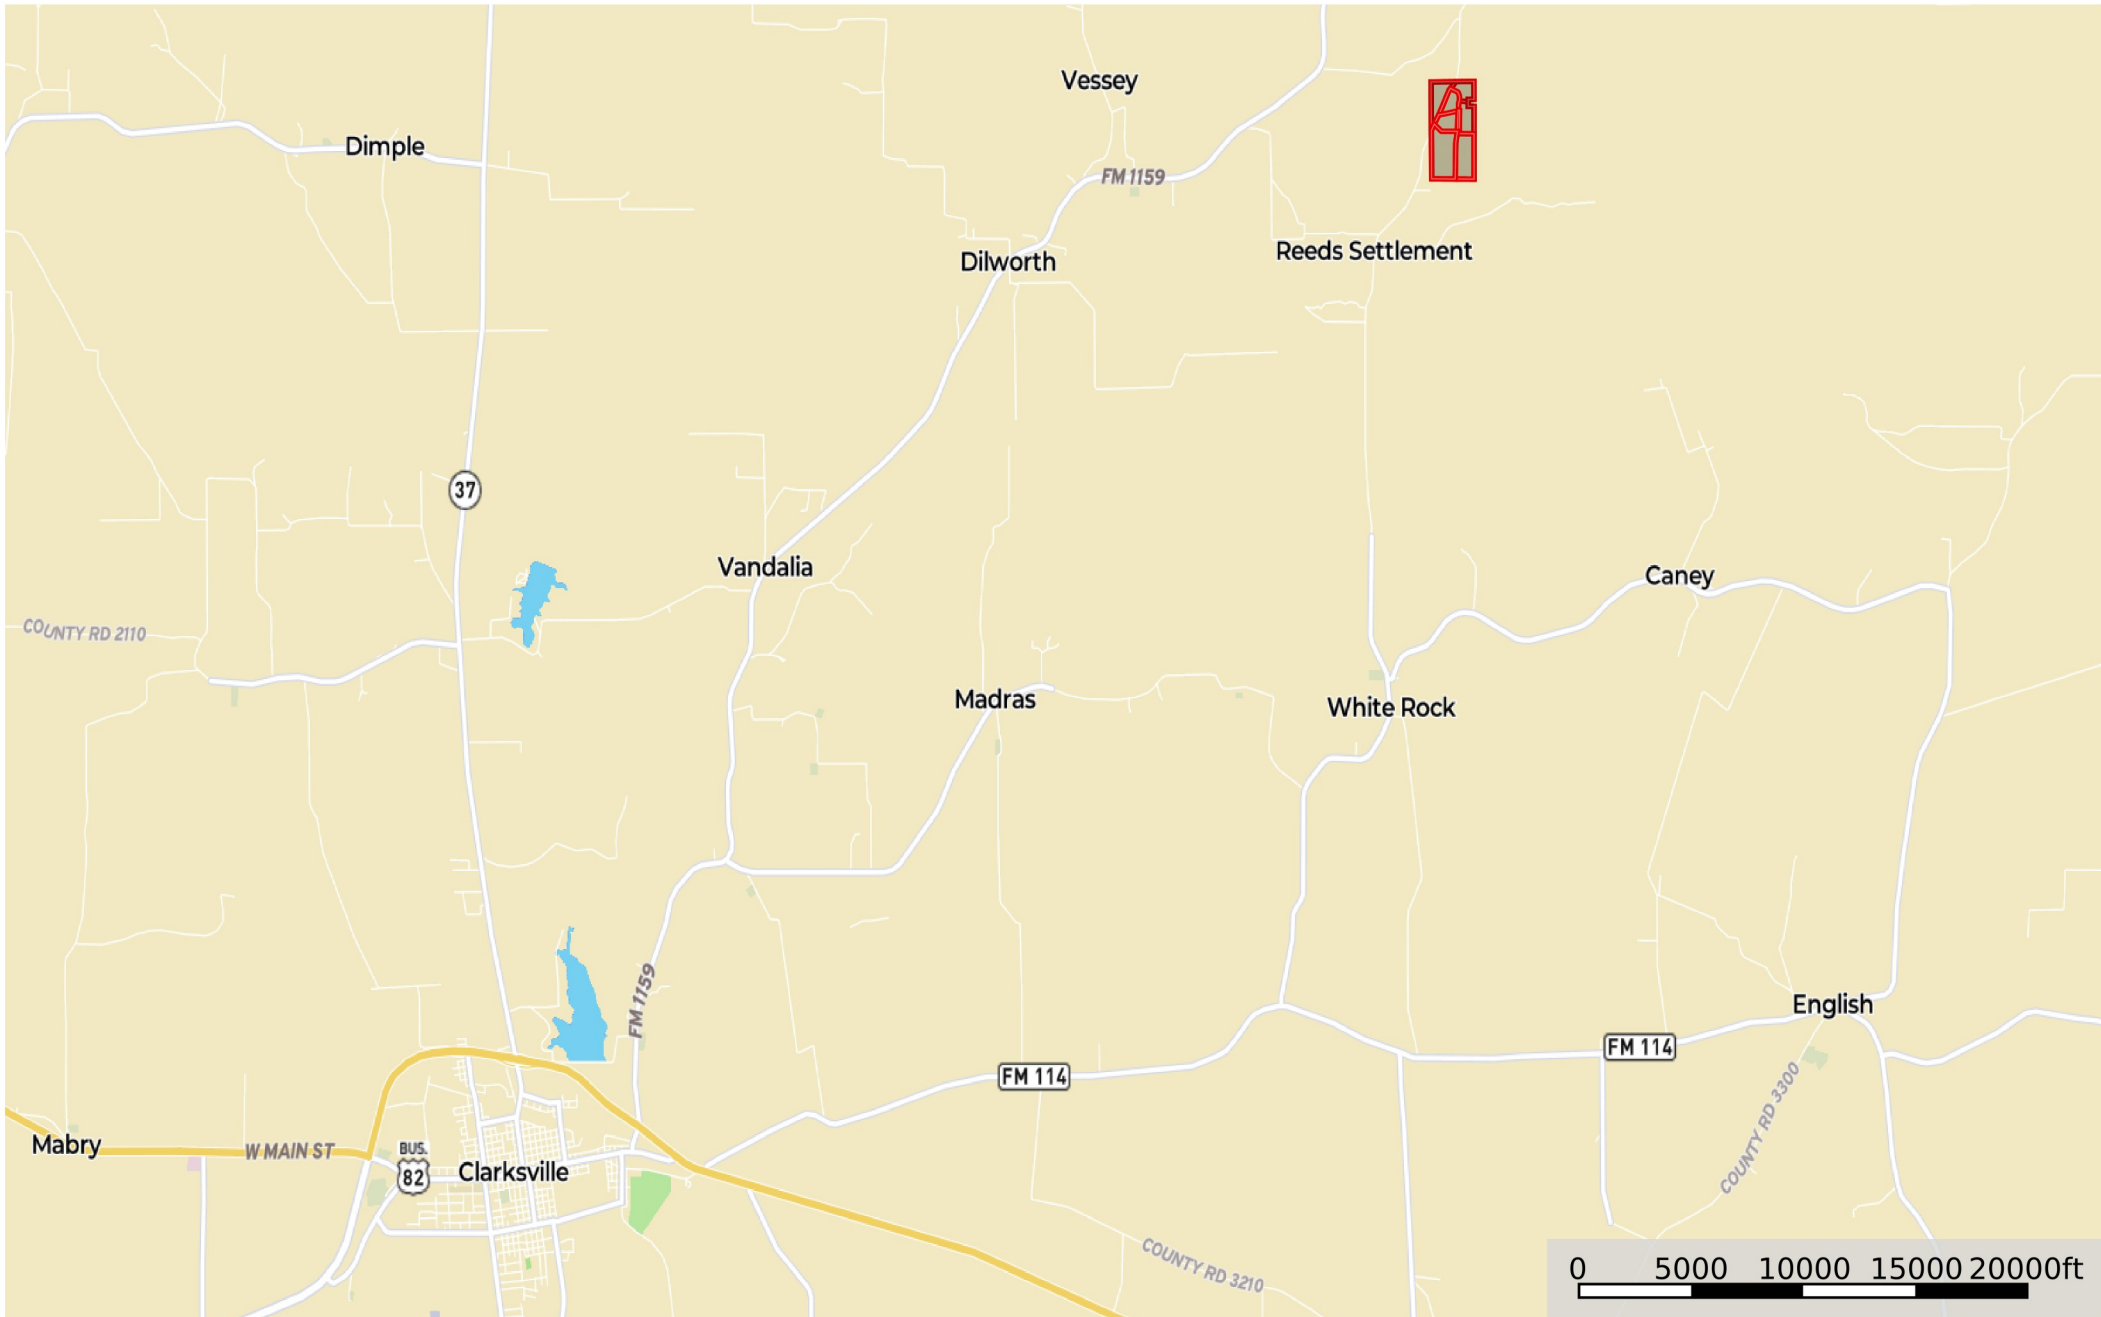 Vessey
Dimple
FM 1159
Dilworth
Reeds Settlement
37
Vandalia
Caney
COUNTY RD 2110
Madras
White Rock
FM 1159
English
FM 114
FM 114
COUNTY RD 3300
Mabry
W MAIN ST
BUS.
82
Clarksville
COUNTY RD 3210
0 5000 10000 15000 20000ft